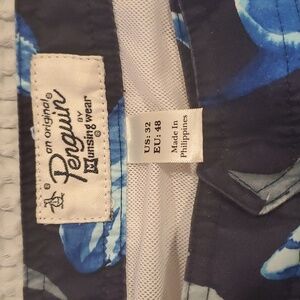 an original®
Penguin®
BY
Munsingwear®
US: 32
EU: 48
Made In
Philippines